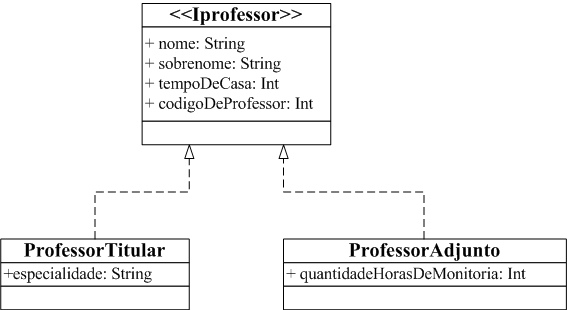 <<Iprofessor>>
+ nome: String
+ sobrenome: String
+ tempoDeCasa: Int
+ codigoDeProfessor: Int
ProfessorTitular
+especialidade: String
ProfessorAdjunto
+ quantidadeHorasDeMonitoria: Int